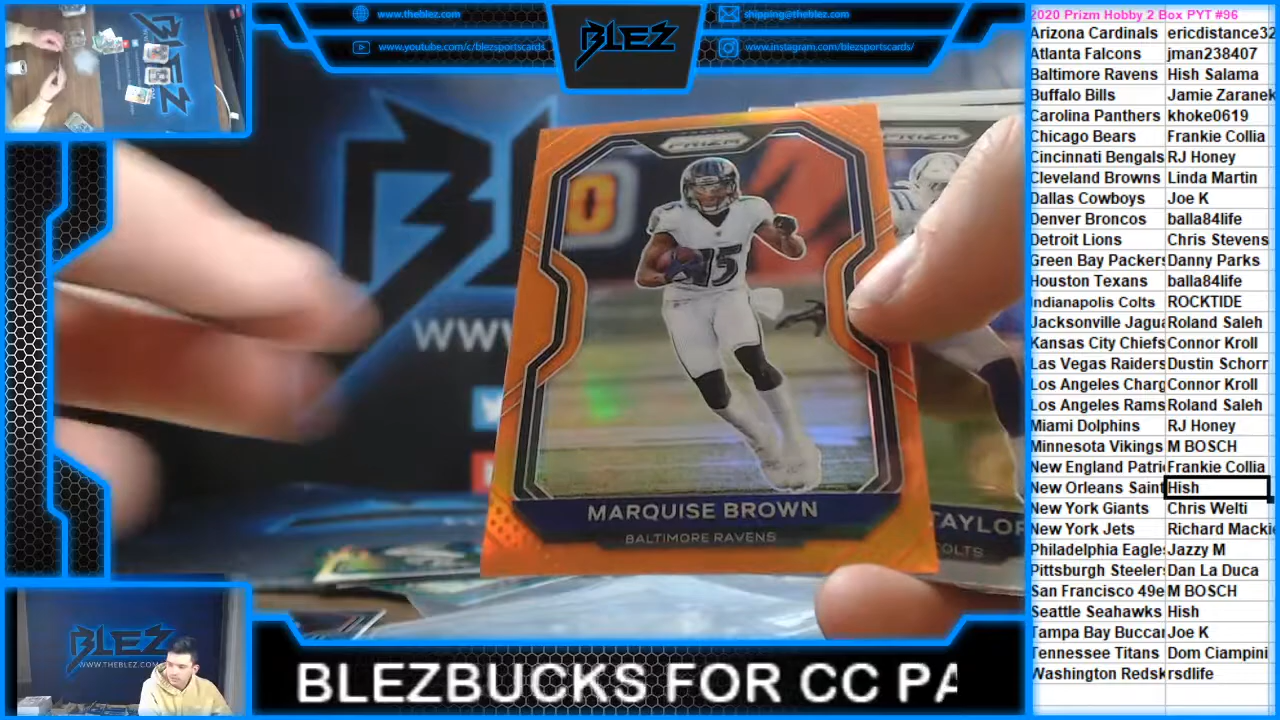 www.theblez.com
www.youtube.com/c/blezsportscards
BLEZ
shipping@theblez.com
www.instagram.com/blezsportscards/
2020 Prizm Hobby 2 Box PYT #96
Arizona Cardinals ericdistance32
Atlanta Falcons jman238407
Baltimore Ravens Hish Salama
Buffalo Bills Jamie Zaranek
Carolina Panthers khoke0619
Chicago Bears Frankie Collia
Cincinnati Bengals RJ Honey
Cleveland Browns Linda Martin
Dallas Cowboys Joe K
Denver Broncos balla84life
Detroit Lions Chris Stevens
Green Bay Packers Danny Parks
Houston Texans balla84life
Indianapolis Colts ROCKTIDE
Jacksonville Jagua Roland Saleh
Kansas City Chiefs Connor Kroll
Las Vegas Raiders Dustin Schorr
Los Angeles Charg Connor Kroll
Los Angeles Rams Roland Saleh
Miami Dolphins RJ Honey
Minnesota Vikings M BOSCH
New England Patri Frankie Collia
New Orleans Saint Hish
New York Giants Chris Welti
New York Jets Richard Macki
Philadelphia Eagle Jazzy M
Pittsburgh Steelers Dan La Duca
San Francisco 49e M BOSCH
Seattle Seahawks Hish
Tampa Bay Buccar Joe K
Tennessee Titans Dom Ciampini
Washington Redsk rsdlife
BLEZ
PRIZM
PRIZM
15
WWW
MARQUISE BROWN
BALTIMORE RAVENS
TAYLOR
COLTS
BLEZ
WWW.THEBLEZ.COM
BLEZBUCKS FOR CC PA